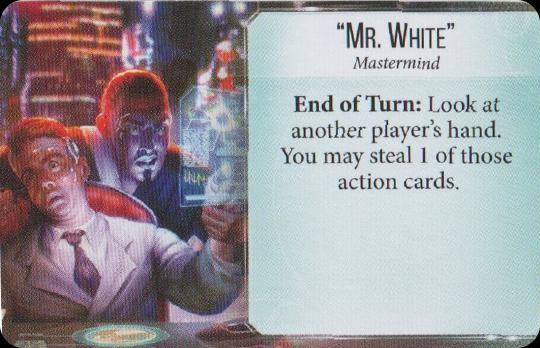 “MR. WHITE”
Mastermind
End of Turn: Look at
another player’s hand.
You may steal 1 of those
action cards.